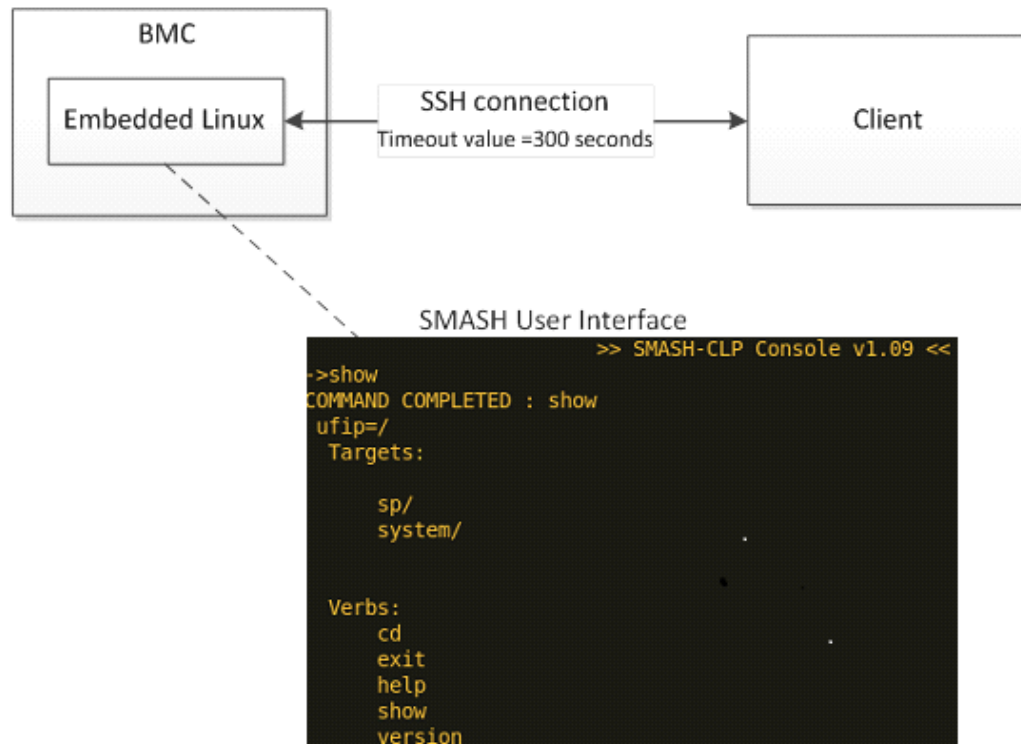 BMC
Embedded Linux
SSH connection
Timeout value =300 seconds
Client
SMASH User Interface
>> SMASH-CLP Console v1.09 <<
->show
COMMAND COMPLETED : show
ufip=/
Targets:
sp/
system/
Verbs:
cd
exit
help
show
version